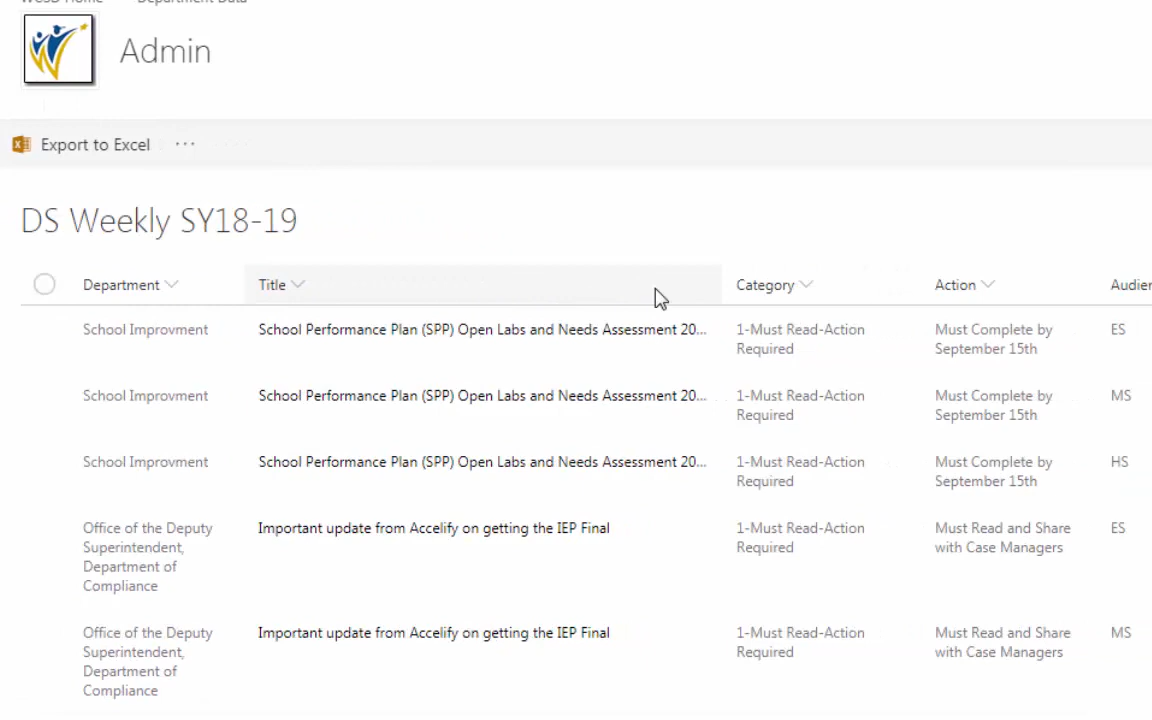 WCSD Home Department Data
Admin
Export to Excel ...
DS Weekly SY18-19
Department Title Category Action Audien
School Improvment School Performance Plan (SPP) Open Labs and Needs Assessment 20... 1-Must Read-Action Must Complete by ES
Required September 15th
School Improvment School Performance Plan (SPP) Open Labs and Needs Assessment 20... 1-Must Read-Action Must Complete by MS
Required September 15th
School Improvment School Performance Plan (SPP) Open Labs and Needs Assessment 20... 1-Must Read-Action Must Complete by HS
Required September 15th
Office of the Deputy Important update from Accelify on getting the IEP Final 1-Must Read-Action Must Read and Share ES
Superintendent, Required with Case Managers
Department of
Compliance
Office of the Deputy Important update from Accelify on getting the IEP Final 1-Must Read-Action Must Read and Share MS
Superintendent, Required with Case Managers
Department of
Compliance